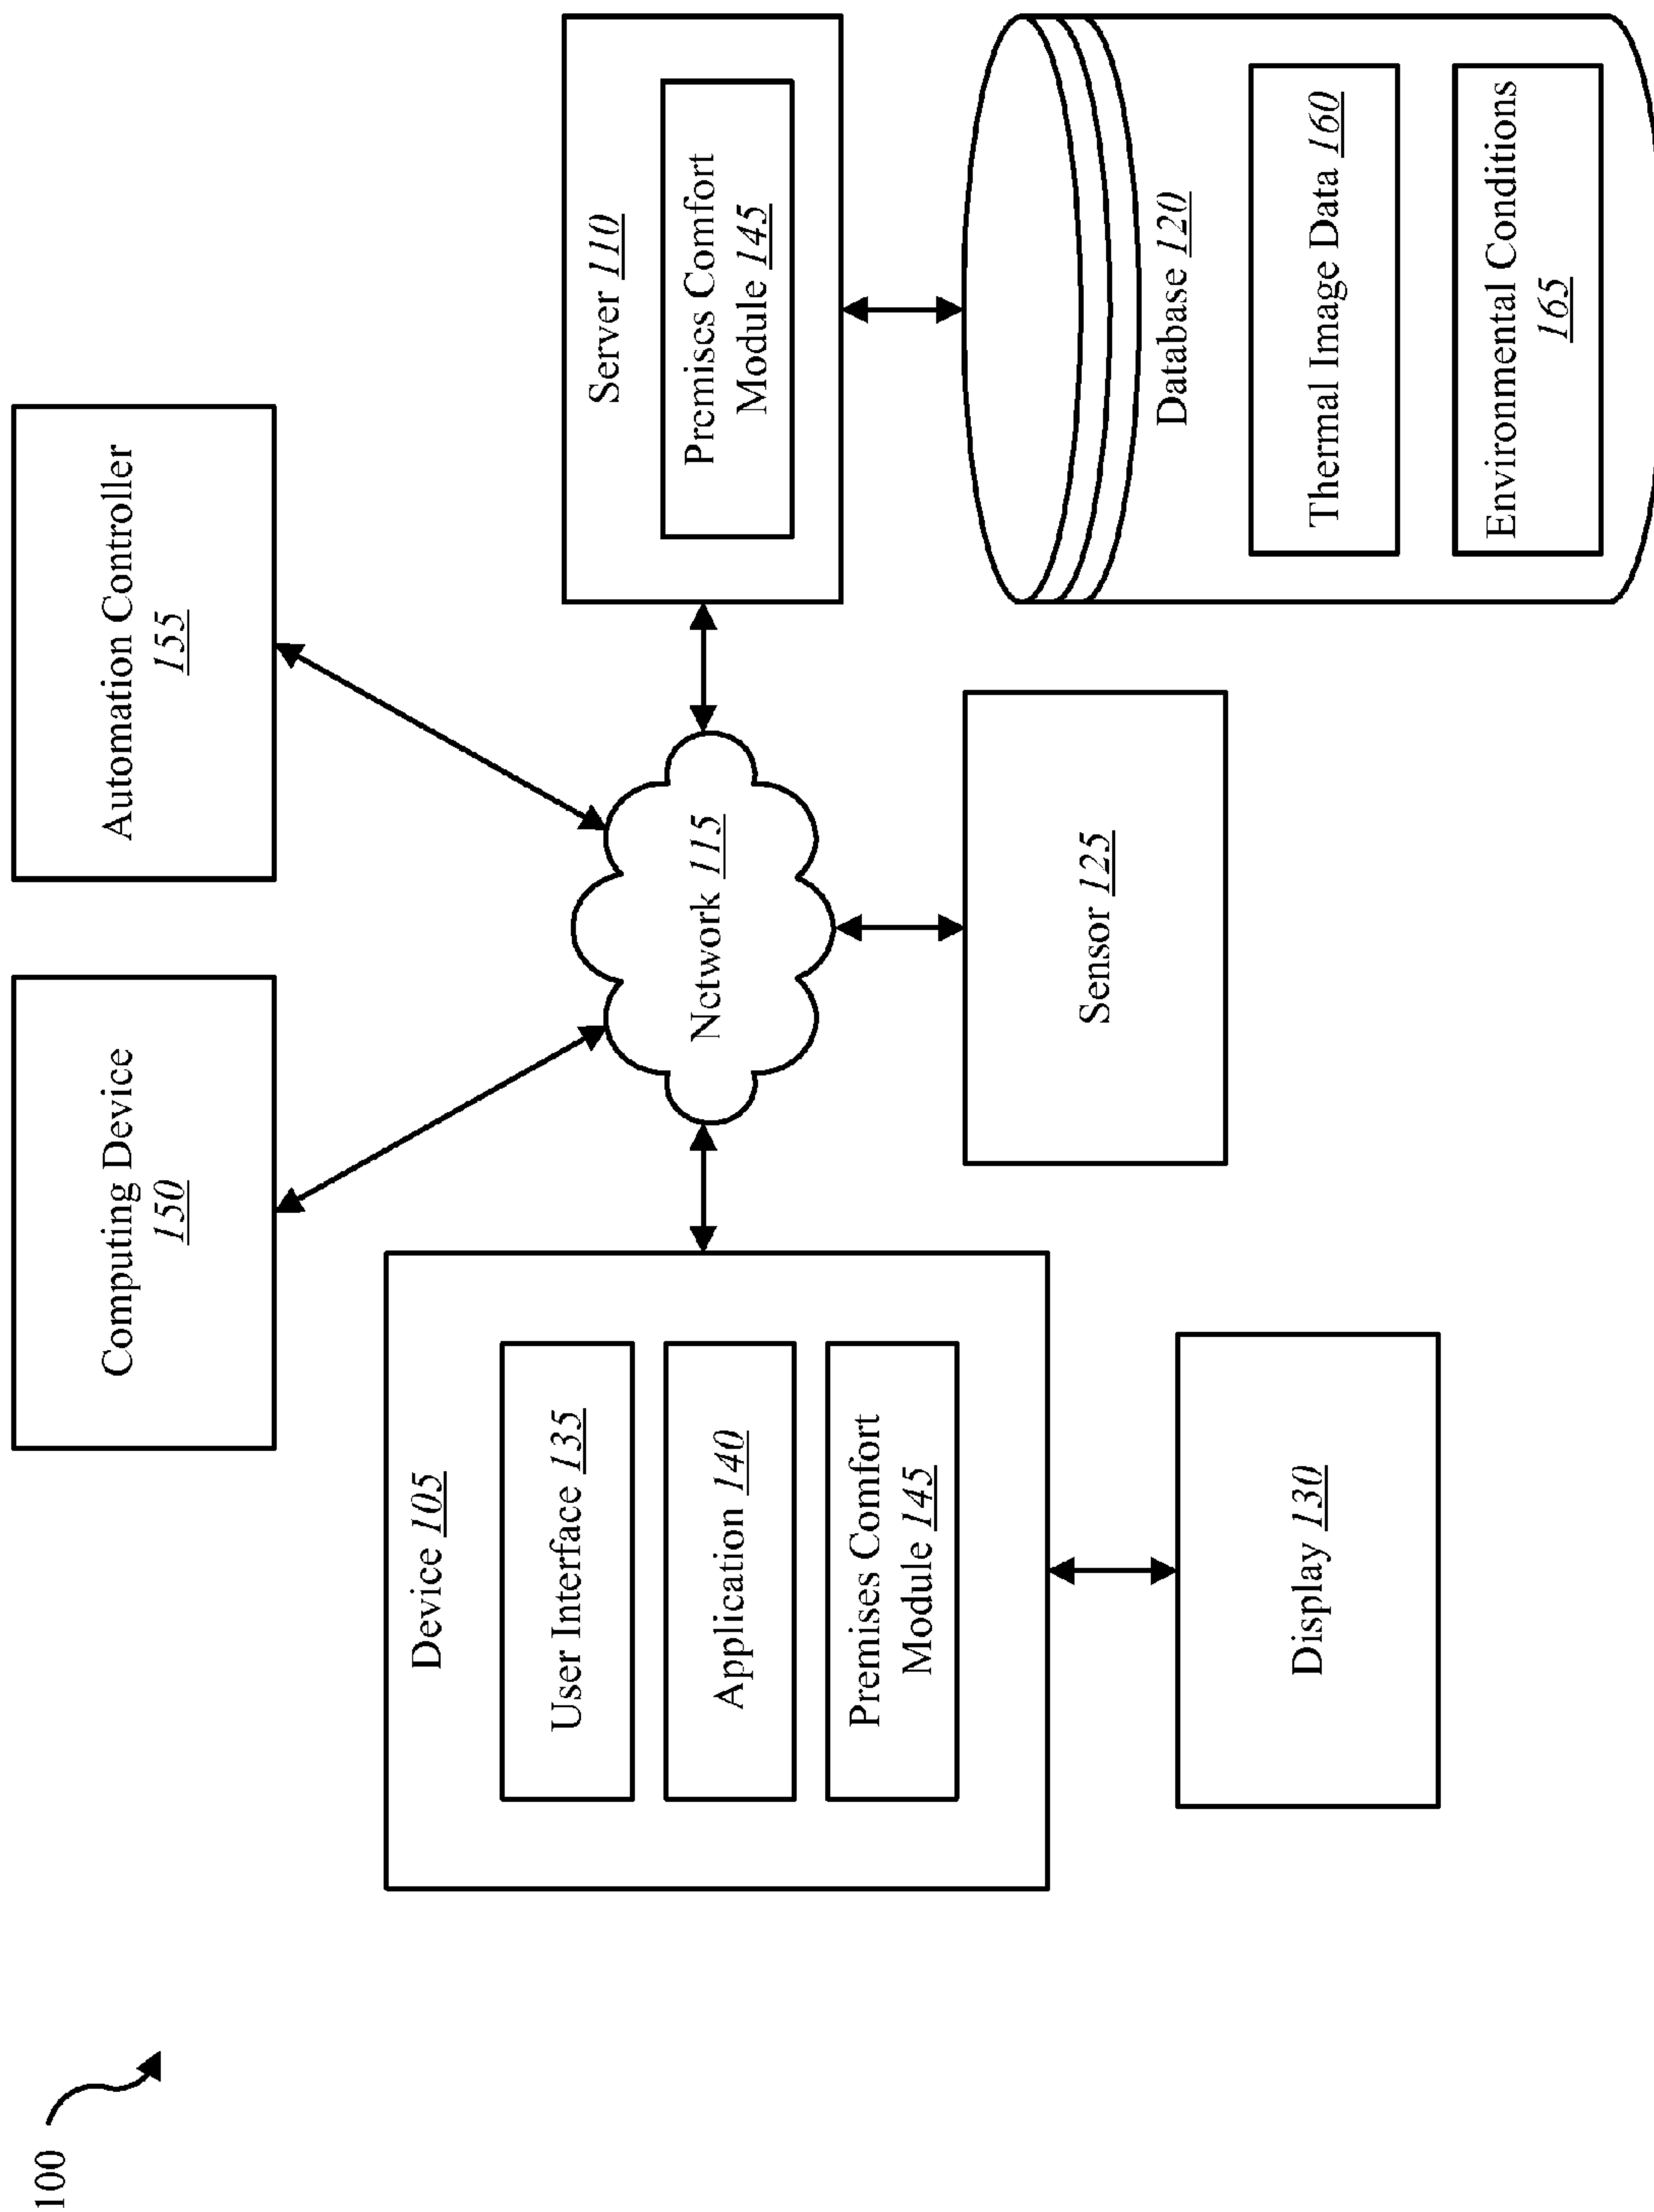 100
Computing Device
150
Automation Controller
155
Device 105
User Interface 135
Application 140
Premises Comfort
Module 145
Network 115
Server 110
Premises Comfort
Module 145
Display 130
Sensor 125
Database 120
Thermal Image Data 160
Environmental Conditions
165